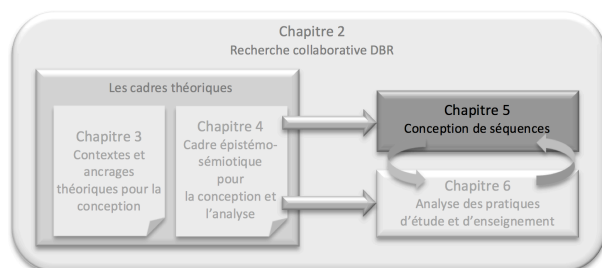 Chapitre 2
Recherche collaborative DBR
Les cadres théoriques
Chapitre 3
Contextes et
ancrages
théoriques pour la
conception
Chapitre 4
Cadre épistémo-
sémiotique
pour
la conception et
l'analyse
Chapitre 5
Conception de séquences
Chapitre 6
Analyse des pratiques
d'étude et d'enseignement